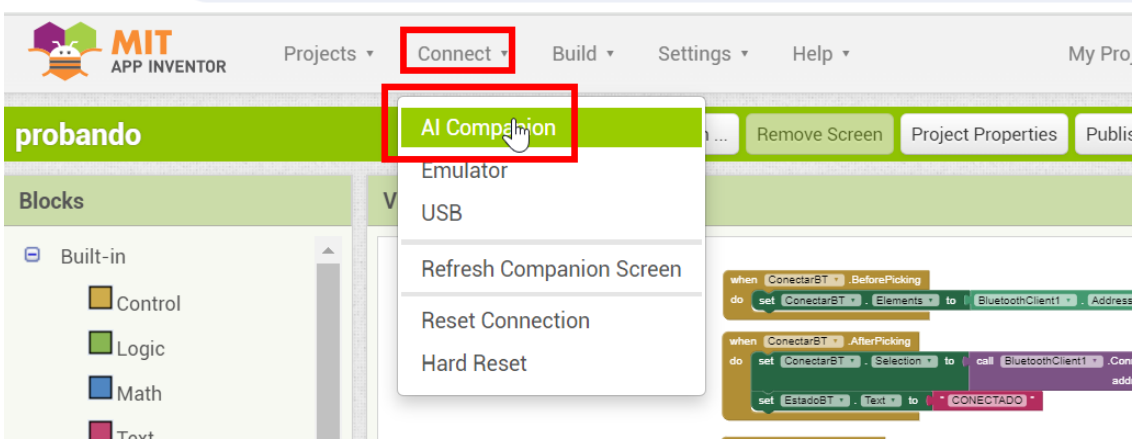 MIT
APP INVENTOR
Projects
Connect
Build
Settings
Help
My Proj
probando
AI Companion
Remove Screen
Project Properties
Publis
Emulator
USB
Refresh Companion Screen
Reset Connection
Hard Reset
Blocks
V
Built-in
Control
Logic
Math
Text
when ConectarBT .BeforePicking
do set ConectarBT . Elements to BluetoothClient1 . Address
when ConectarBT .AfterPicking
do set ConectarBT . Selection to call BluetoothClient1 .Con
addr
set EstadoBT . Text to " CONECTADO "